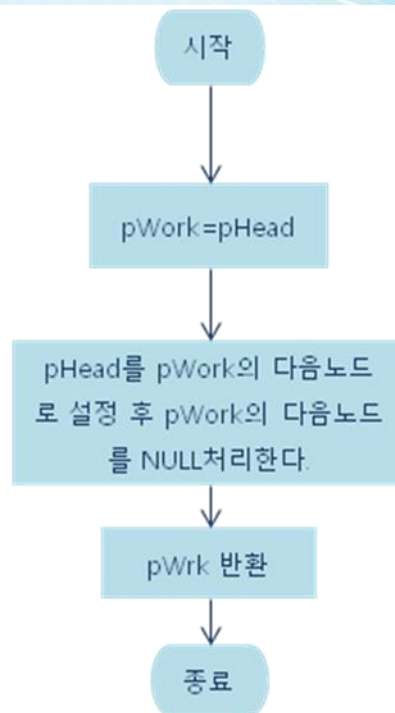 시작
pWork=pHead
pHead를 pWork의 다음노드
로 설정 후 pWork의 다음노드
를 NULL처리한다.
pWrk 반환
종료